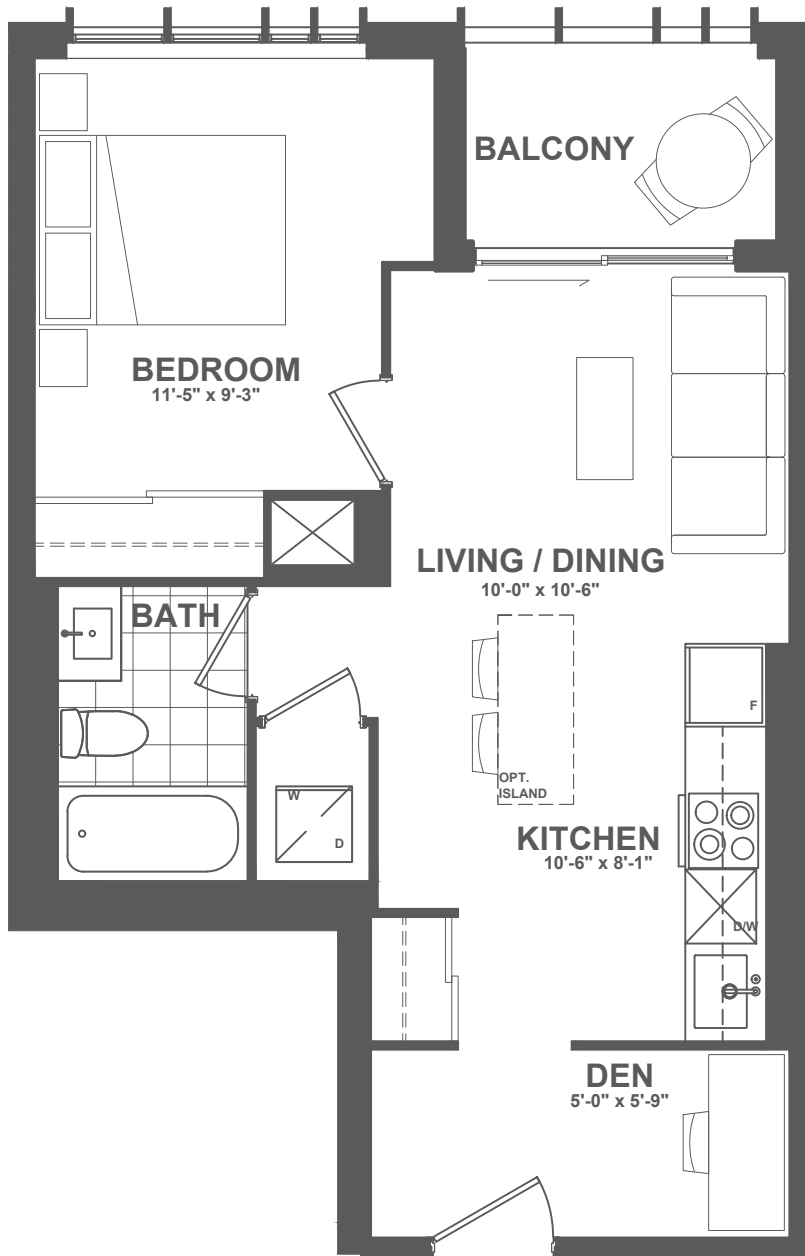 BALCONY
BEDROOM
11'-5" x 9'-3"
LIVING / DINING
10'-0" x 10'-6"
BATH
F
OPT.
ISLAND
W
D
KITCHEN
10'-6" x 8'-1"
D/W
DEN
5'-0" x 5'-9"